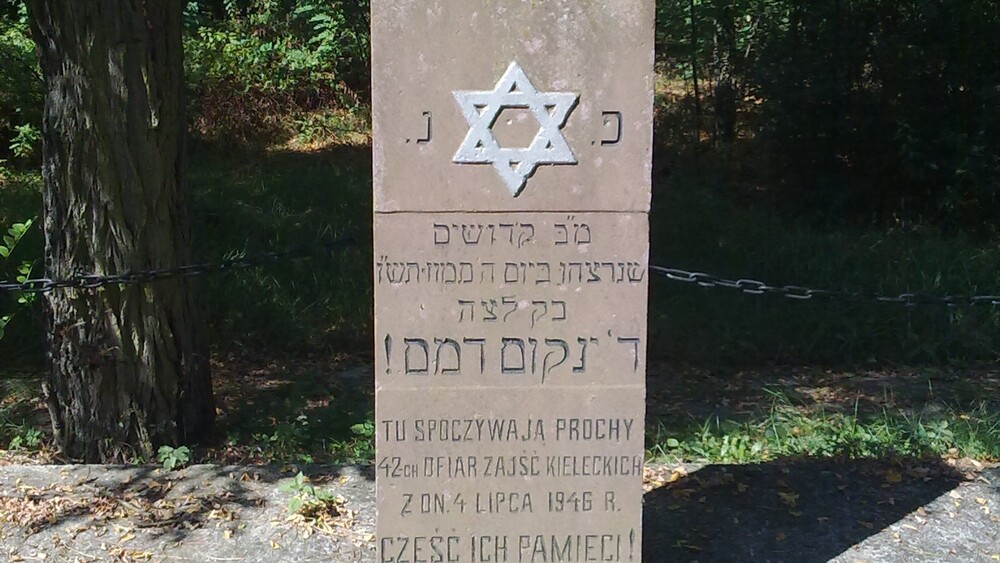 כ. נ.
מ"ב קדושים
שנרצחו ביום ה' תמוז תש"ו
בקילצה
ד' ינקום דמם!
TU SPOCZYWAJĄ PROCHY
42CH OFIAR ZAJŚĆ KIELECKICH
Z DN. 4 LIPCA 1946 R.
CZEŚĆ ICH PAMIĘCI!